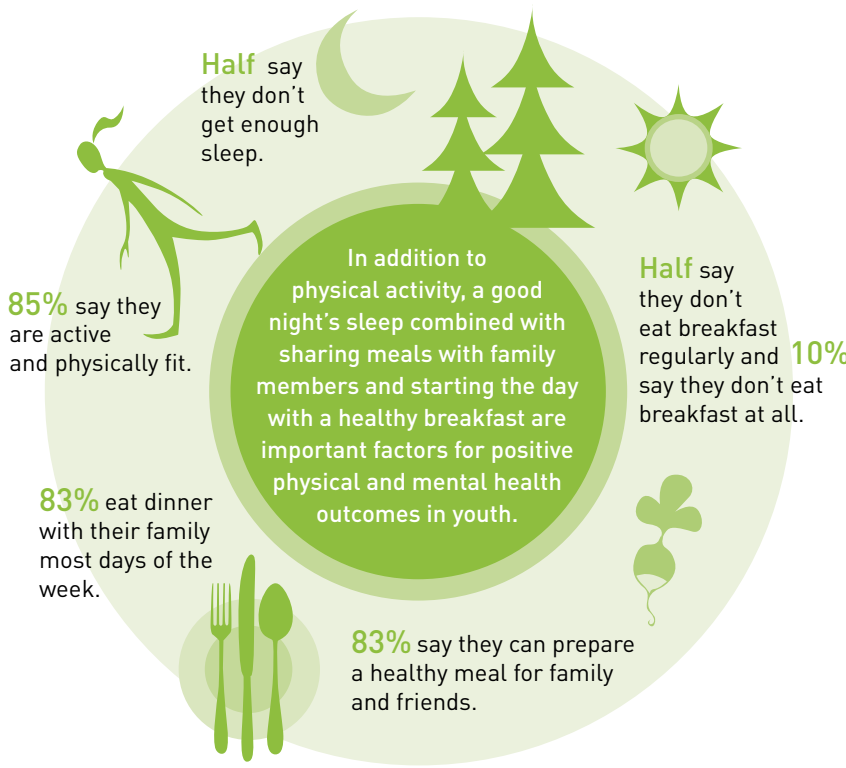 Half say
they don't
get enough
sleep.
In addition to
physical activity, a good
night's sleep combined with
sharing meals with family
members and starting the day
with a healthy breakfast are
important factors for positive
physical and mental health
outcomes in youth.
Half say
they don't
eat breakfast
regularly and 10%
say they don't eat
breakfast at all.
85% say they
are active
and physically fit.
83% eat dinner
with their family
most days of the
week.
83% say they can prepare
a healthy meal for family
and friends.